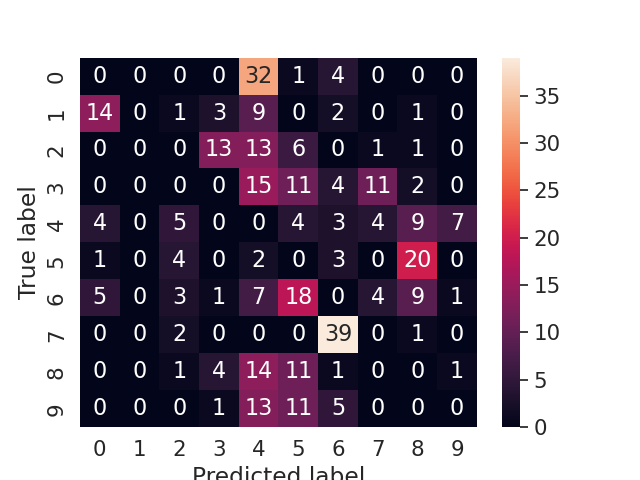 0 0 0 0 0 32 1 4 0 0 0
1 14 0 1 3 9 0 2 0 1 0
2 0 0 0 13 13 6 0 1 1 0
3 0 0 0 0 15 11 4 11 2 0
4 4 0 5 0 0 4 3 4 9 7
5 1 0 4 0 2 0 3 0 20 0
6 5 0 3 1 7 18 0 4 9 1
7 0 0 2 0 0 0 39 0 1 0
8 0 0 1 4 14 11 1 0 0 1
9 0 0 0 1 13 11 5 0 0 0
0 1 2 3 4 5 6 7 8 9
Predicted label
True label
35
30
25
20
15
10
5
0